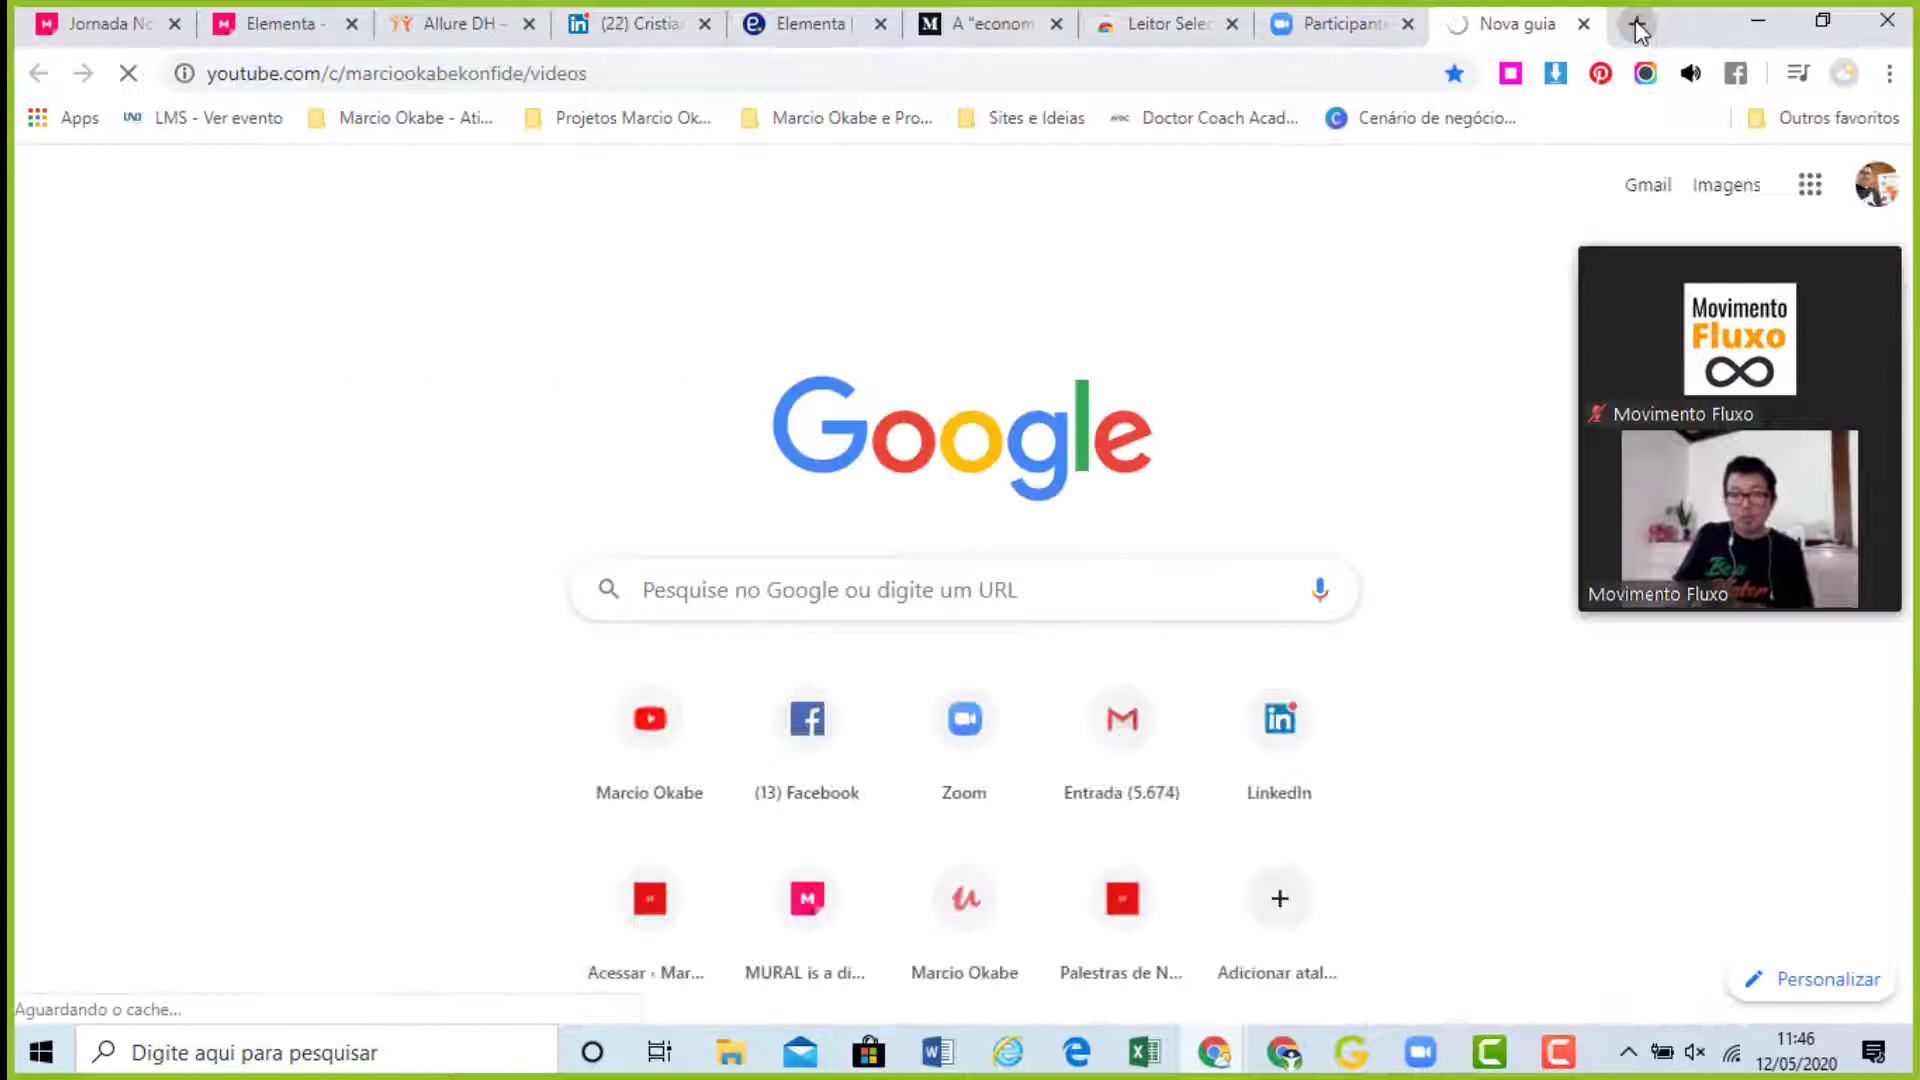 Jornada No
Elementa -
Allure DH -
(22) Cristia
Elementa |
A "econom
Leitor Selec
Participante
Nova guia
youtube.com/c/marciookabekonfide/videos
Apps
LMS - Ver evento
Marcio Okabe - Ati...
Projetos Marcio Ok...
Marcio Okabe e Pro...
Sites e Ideias
Doctor Coach Acad...
Cenário de negócio...
Outros favoritos
Gmail
Imagens
Movimento
Fluxo
Movimento Fluxo
Movimento Fluxo
Google
Pesquise no Google ou digite um URL
Marcio Okabe
(13) Facebook
Zoom
Entrada (5.674)
LinkedIn
Acessar ‹ Mar...
MURAL is a di...
Marcio Okabe
Palestras de N...
Adicionar atal...
Personalizar
Aguardando o cache...
Digite aqui para pesquisar
11:46
12/05/2020